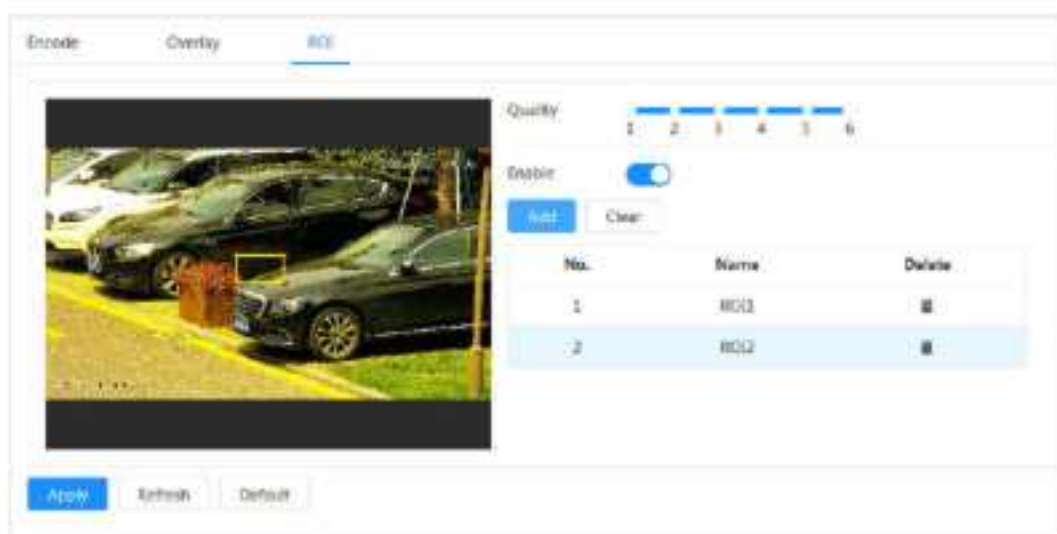 Encode Overlay ROI
Quality
1 2 3 4 5 6
Enable
Add Clear
No. Name Delete
1 ROI1
2 ROI2
Apply Refresh Default